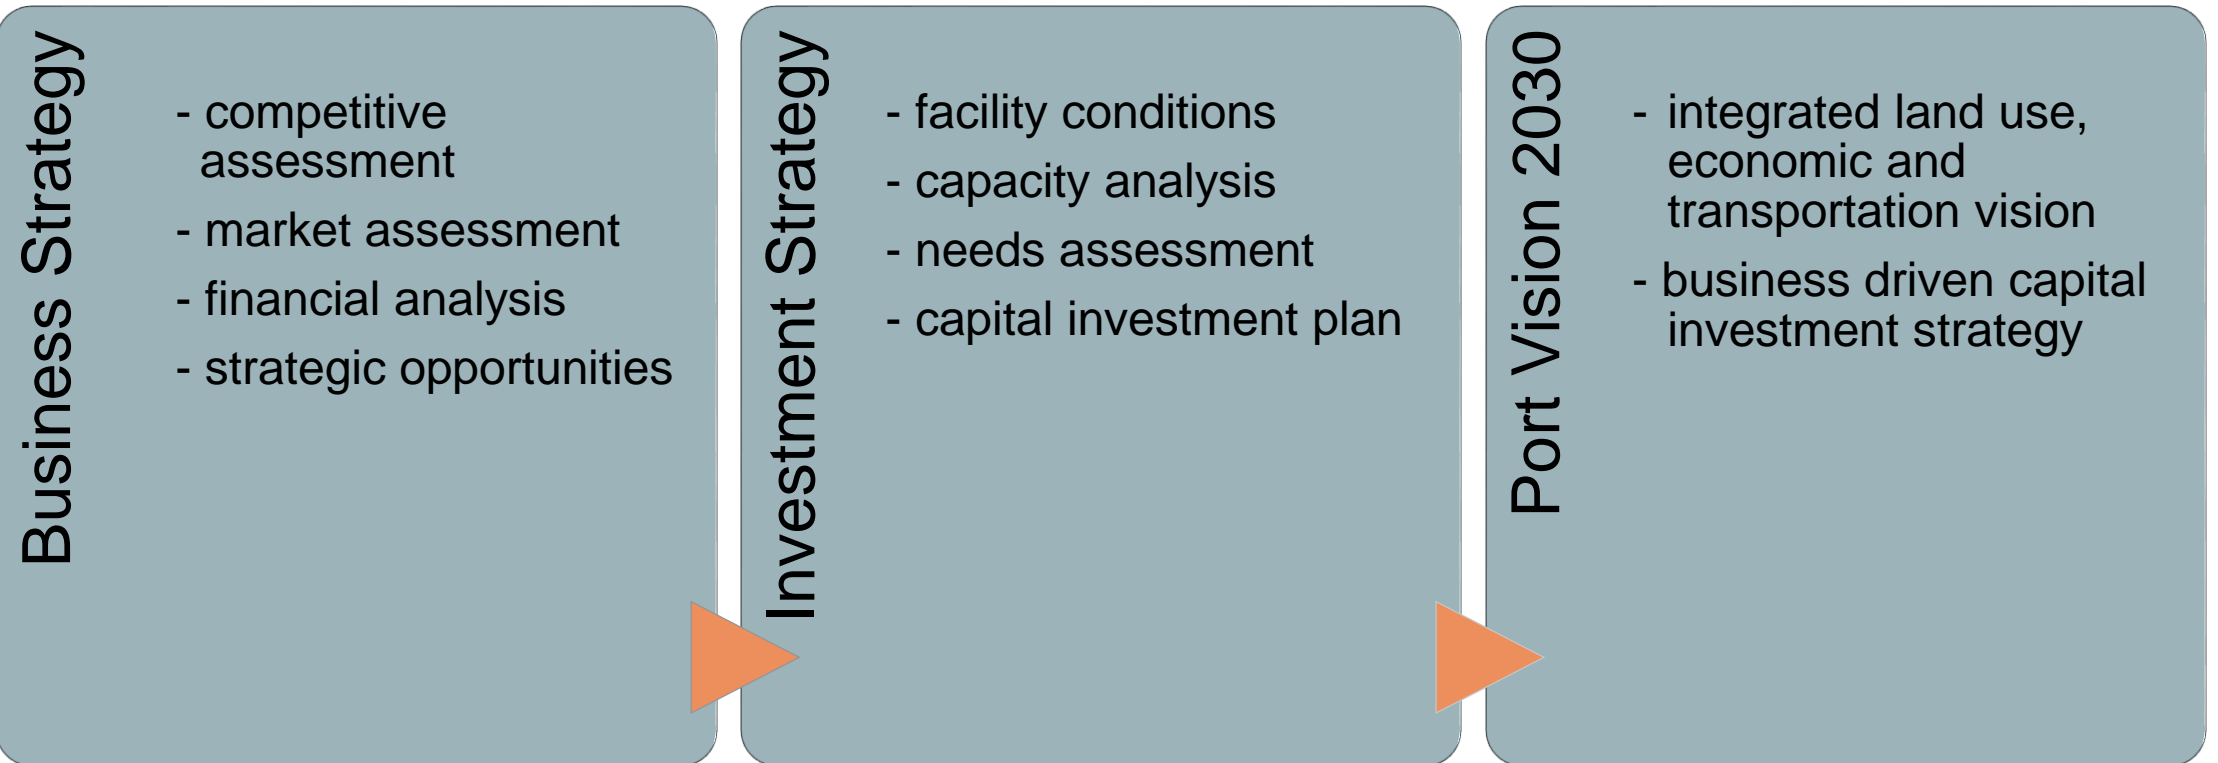 Business Strategy
- competitive
assessment
- market assessment
- financial analysis
- strategic opportunities
Investment Strategy
- facility conditions
- capacity analysis
- needs assessment
- capital investment plan
Port Vision 2030
- integrated land use,
economic and
transportation vision
- business driven capital
investment strategy